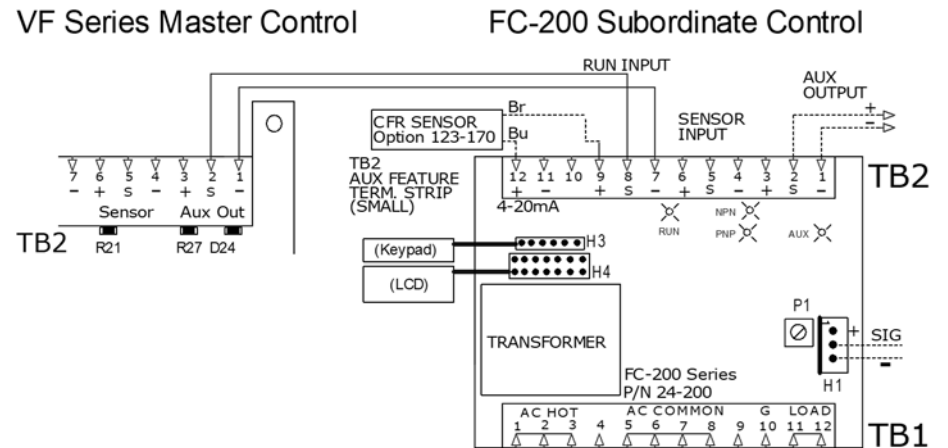 VF Series Master Control
FC-200 Subordinate Control
RUN INPUT
AUX
OUTPUT
+
-
CFR SENSOR
Option 123-170
Br
Bu
SENSOR
INPUT
TB2
AUX FEATURE
TERM. STRIP
(SMALL)
7 6 5 4 3 2 1
- + S - + S -
Sensor Aux Out
TB2
R21 R27 D24
12 11 10 9 8 7 6 5 4 3 2 1
+ - + S - + S - + S -
TB2
4-20mA
RUN
NPN
PNP
AUX
(Keypad)
H3
(LCD)
H4
TRANSFORMER
P1
1
+
SIG
-
H1
FC-200 Series
P/N 24-200
AC HOT AC COMMON G LOAD
1 2 3 4 5 6 7 8 9 10 11 12
TB1